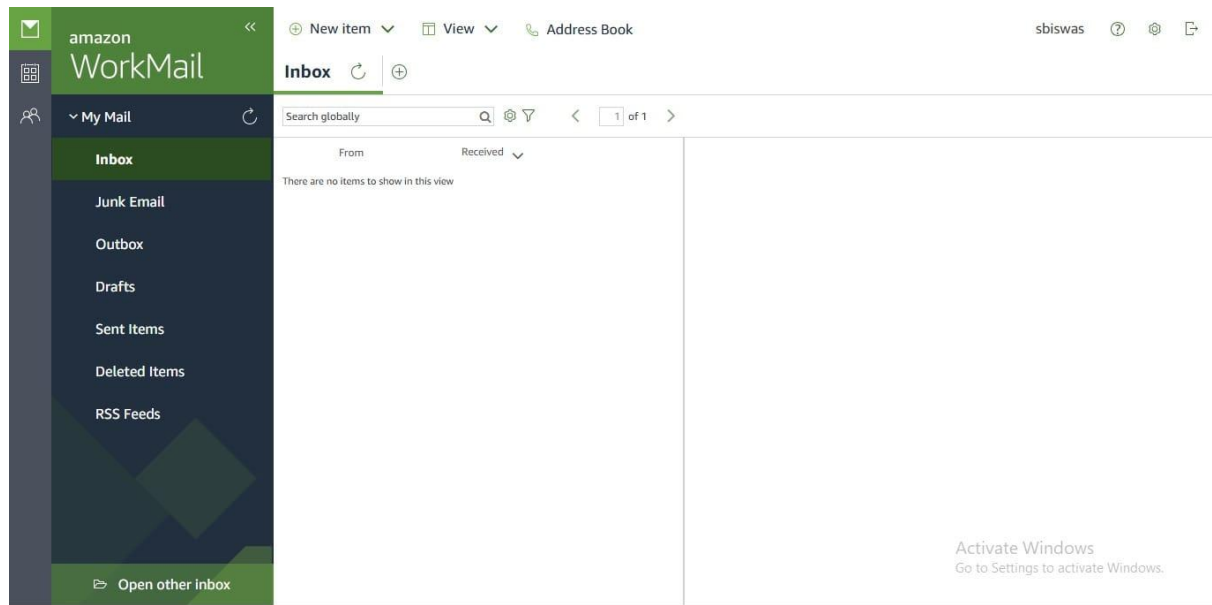 amazon
WorkMail
New item
View
Address Book
sbiswas
Inbox
My Mail
Search globally
1 of 1
Inbox
From
Received
There are no items to show in this view
Junk Email
Outbox
Drafts
Sent Items
Deleted Items
RSS Feeds
Open other inbox
Activate Windows
Go to Settings to activate Windows.